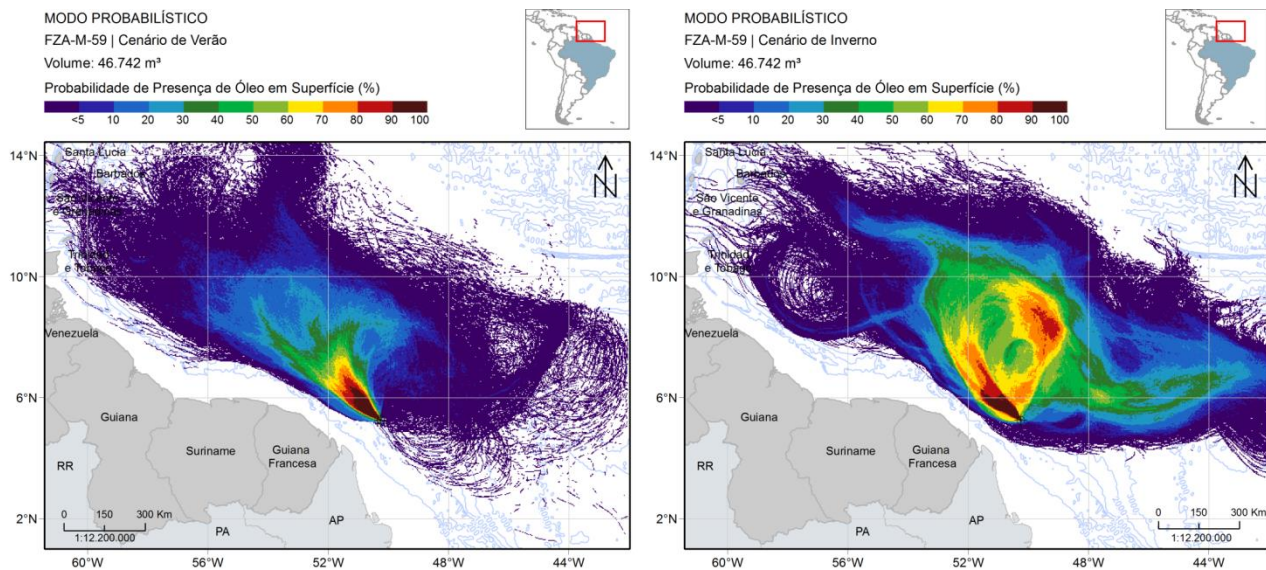 MODO PROBABILÍSTICO
FZA-M-59 | Cenário de Verão
Volume: 46.742 m³
Probabilidade de Presença de Óleo em Superfície (%)
<5 10 20 30 40 50 60 70 80 90 100
14°N
10°N
6°N
2°N
Santa Lucia
Barbados
e Granadinas
Trinidad
e Tobago
Venezuela
Guiana
Suriname
Guiana
Francesa
RR
PA
AP
N
0 150 300 Km
1:12.200.000
60°W 56°W 52°W 48°W 44°W
MODO PROBABILÍSTICO
FZA-M-59 | Cenário de Inverno
Volume: 46.742 m³
Probabilidade de Presença de Óleo em Superfície (%)
<5 10 20 30 40 50 60 70 80 90 100
14°N
10°N
6°N
2°N
Santa Lucia
Barbados
São Vicente
e Granadinas
Trinidad
e Tobago
Venezuela
Guiana
Suriname
Guiana
Francesa
RR
PA
AP
N
0 150 300 Km
1:12.200.000
60°W 56°W 52°W 48°W 44°W